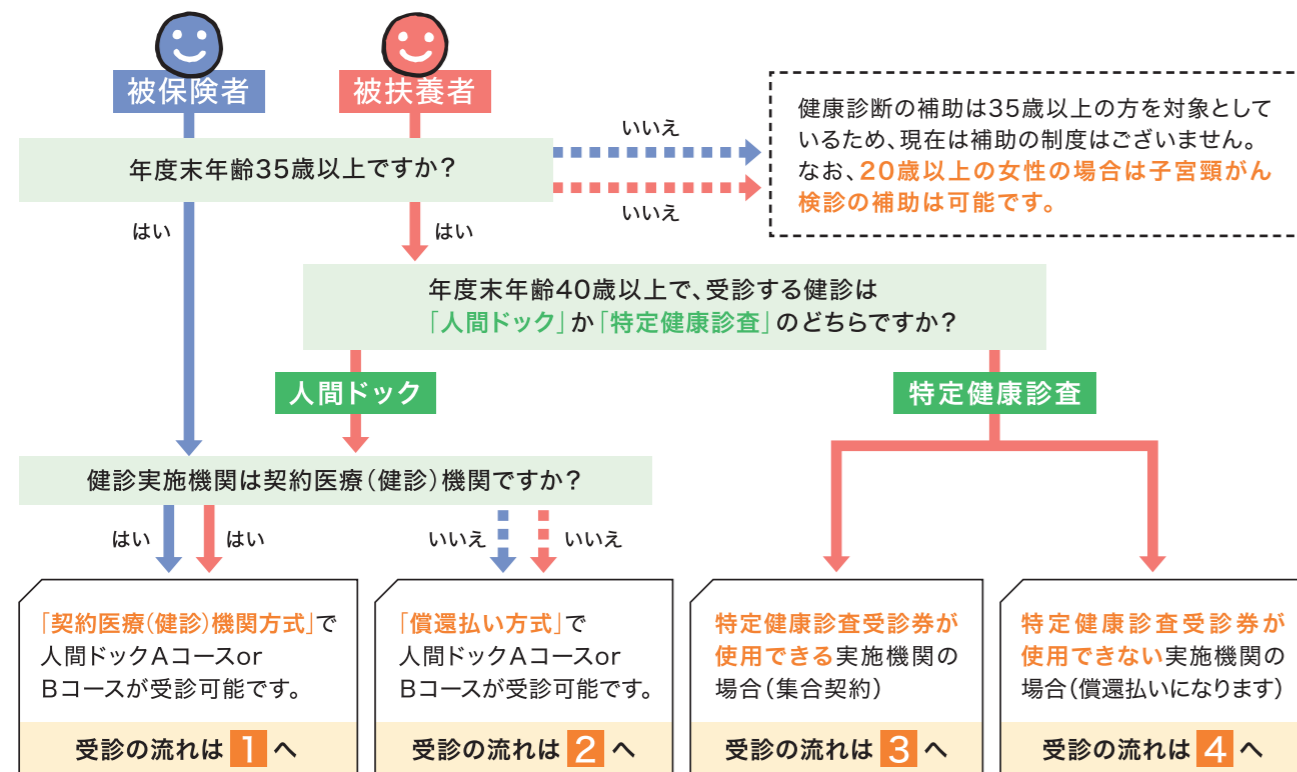 被保険者
被扶養者
年度末年齢35歳以上ですか？
いいえ
いいえ
健康診断の補助は35歳以上の方を対象として
いるため、現在は補助の制度はございません。
なお、20歳以上の女性の場合は子宮頸がん
検診の補助は可能です。
はい
はい
年度末年齢40歳以上で、受診する健診は
「人間ドック」か「特定健康診査」のどちらですか？
人間ドック
特定健康診査
健診実施機関は契約医療（健診）機関ですか？
はい
はい
いいえ
いいえ
「契約医療（健診）機関方式」で
人間ドックAコースor
Bコースが受診可能です。
受診の流れは 1 へ
「償還払い方式」で
人間ドックAコースor
Bコースが受診可能です。
受診の流れは 2 へ
特定健康診査受診券が
使用できる実施機関の
場合（集合契約）
受診の流れは 3 へ
特定健康診査受診券が
使用できない実施機関の
場合（償還払いになります）
受診の流れは 4 へ